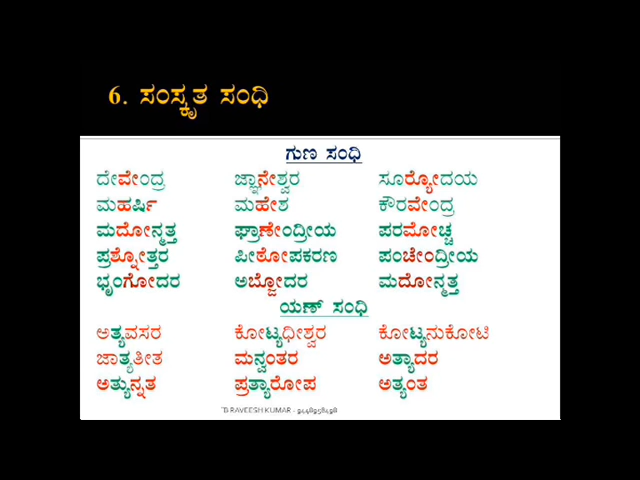 6. ಸಂಸ್ಕೃತ ಸಂಧಿ
ಗುಣ ಸಂಧಿ
ದೇವೇಂದ್ರ ಜ್ಞಾನೇಶ್ವರ ಸೂರ್ಯೋದಯ
ಮಹರ್ಷಿ ಮಹೇಶ ಕೌರವೇಂದ್ರ
ಮದೋನ್ಮತ್ತ ಘ್ರಾಣೇಂದ್ರೀಯ ಪರಮೋಚ್ಚ
ಪ್ರಶ್ನೋತ್ತರ ಪೀಠೋಪಕರಣ ಪಂಚೇಂದ್ರೀಯ
ಭೃಂಗೋದರ ಅಬ್ಜೋದರ ಮದೋನ್ಮತ್ತ
ಯಣ್ ಸಂಧಿ
ಅತ್ಯವಸರ ಕೋಟ್ಯಧೀಶ್ವರ ಕೋಟ್ಯನುಕೋಟಿ
ಜಾತ್ಯತೀತ ಮನ್ವಂತರ ಅತ್ಯಾದರ
ಅತ್ಯುನ್ನತ ಪ್ರತ್ಯಾರೋಪ ಅತ್ಯಂತ
B RAVEESH KUMAR -